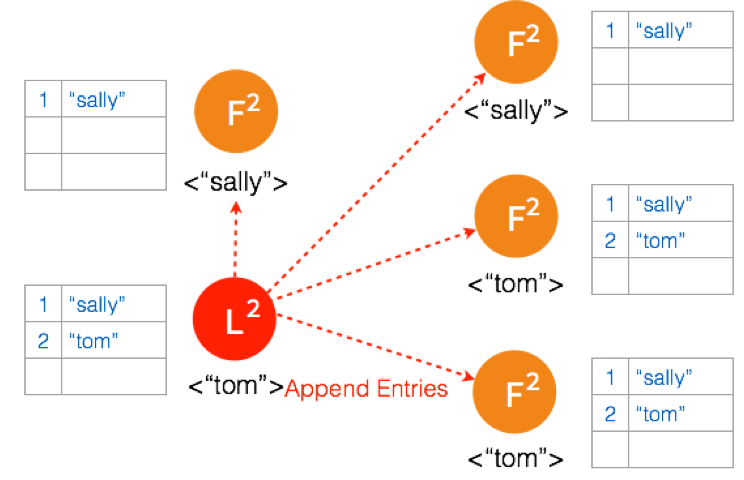 F²
1 "sally"
<"sally">
1 "sally"
F²
<"sally">
F²
1 "sally"
2 "tom"
<"tom">
1 "sally"
2 "tom"
L²
<"tom">
Append Entries
F²
1 "sally"
2 "tom"
<"tom">